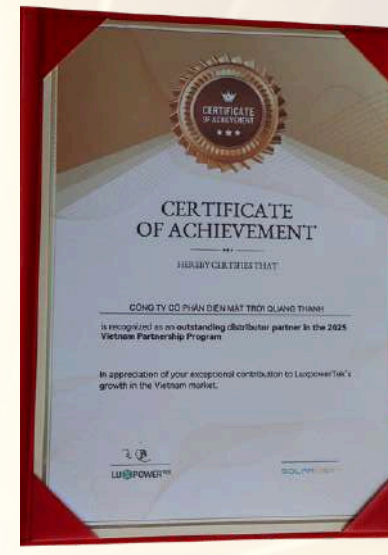 CERTIFICATE
OF ACHIEVEMENT
CERTIFICATE
OF ACHIEVEMENT
HEREBY CERTIFIES THAT
CÔNG TY CỔ PHẦN ĐIỆN MẶT TRỜI QUANG THANH
is recognized as an outstanding distributor partner in the 2025
Vietnam Partnership Program
In appreciation of your exceptional contribution to LuxpowerTek's
growth in the Vietnam market.
LUXPOWERTEK